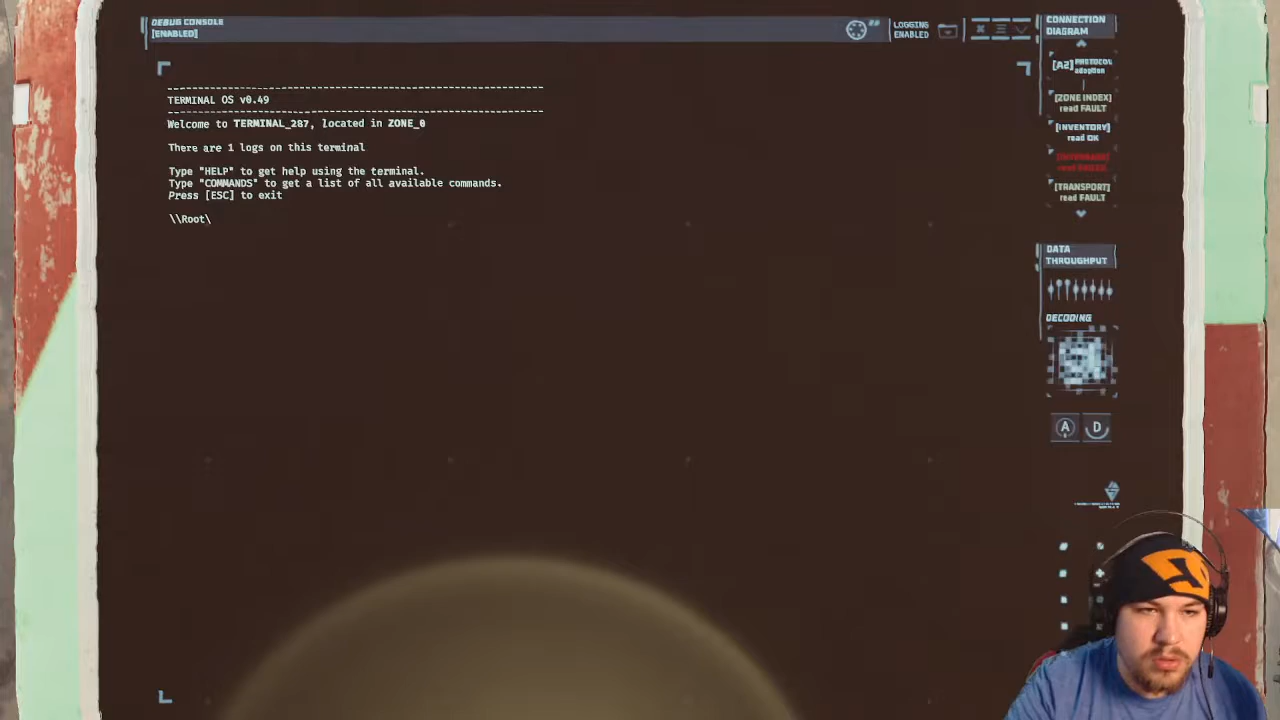 DEBUG CONSOLE
[ENABLED]
LOGGING
ENABLED
------------------------------------------------------------------
TERMINAL OS v0.49
------------------------------------------------------------------
Welcome to TERMINAL_287, located in ZONE_0
There are 1 logs on this terminal
Type "HELP" to get help using the terminal.
Type "COMMANDS" to get a list of all available commands.
Press [ESC] to exit
\\Root\
CONNECTION
DIAGRAM
[A2] PROTOCOL
adaption
[ZONE INDEX]
read FAULT
[INVENTORY]
read OK
[TRANSPORT]
read FAULT
DATA
THROUGHPUT
DECODING
A D